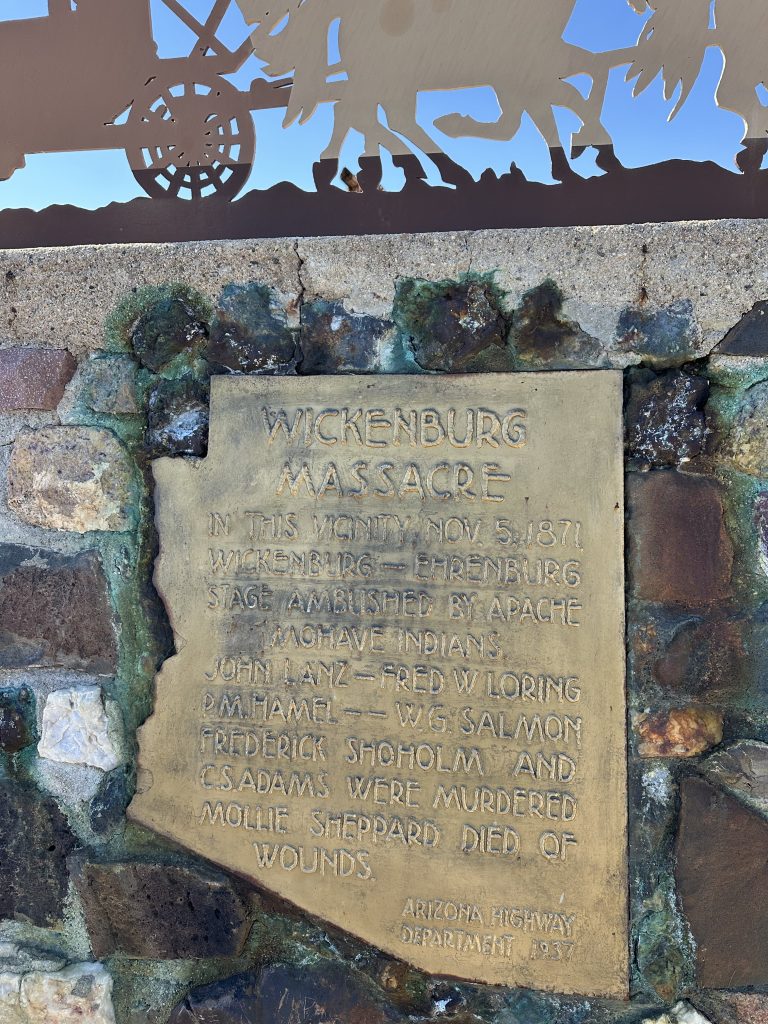 WICKENBURG
MASSACRE
IN THIS VICINITY, NOV. 5, 1871,
WICKENBURG — EHRENBURG
STAGE AMBUSHED BY APACHE
MOHAVE INDIANS.
JOHN LANZ — FRED W. LORING
P.M. HAMEL — — W.G. SALMON
FREDERICK SHOHOLM AND
C.S. ADAMS WERE MURDERED
MOLLIE SHEPPARD DIED OF
WOUNDS.
ARIZONA HIGHWAY
DEPARTMENT 1937